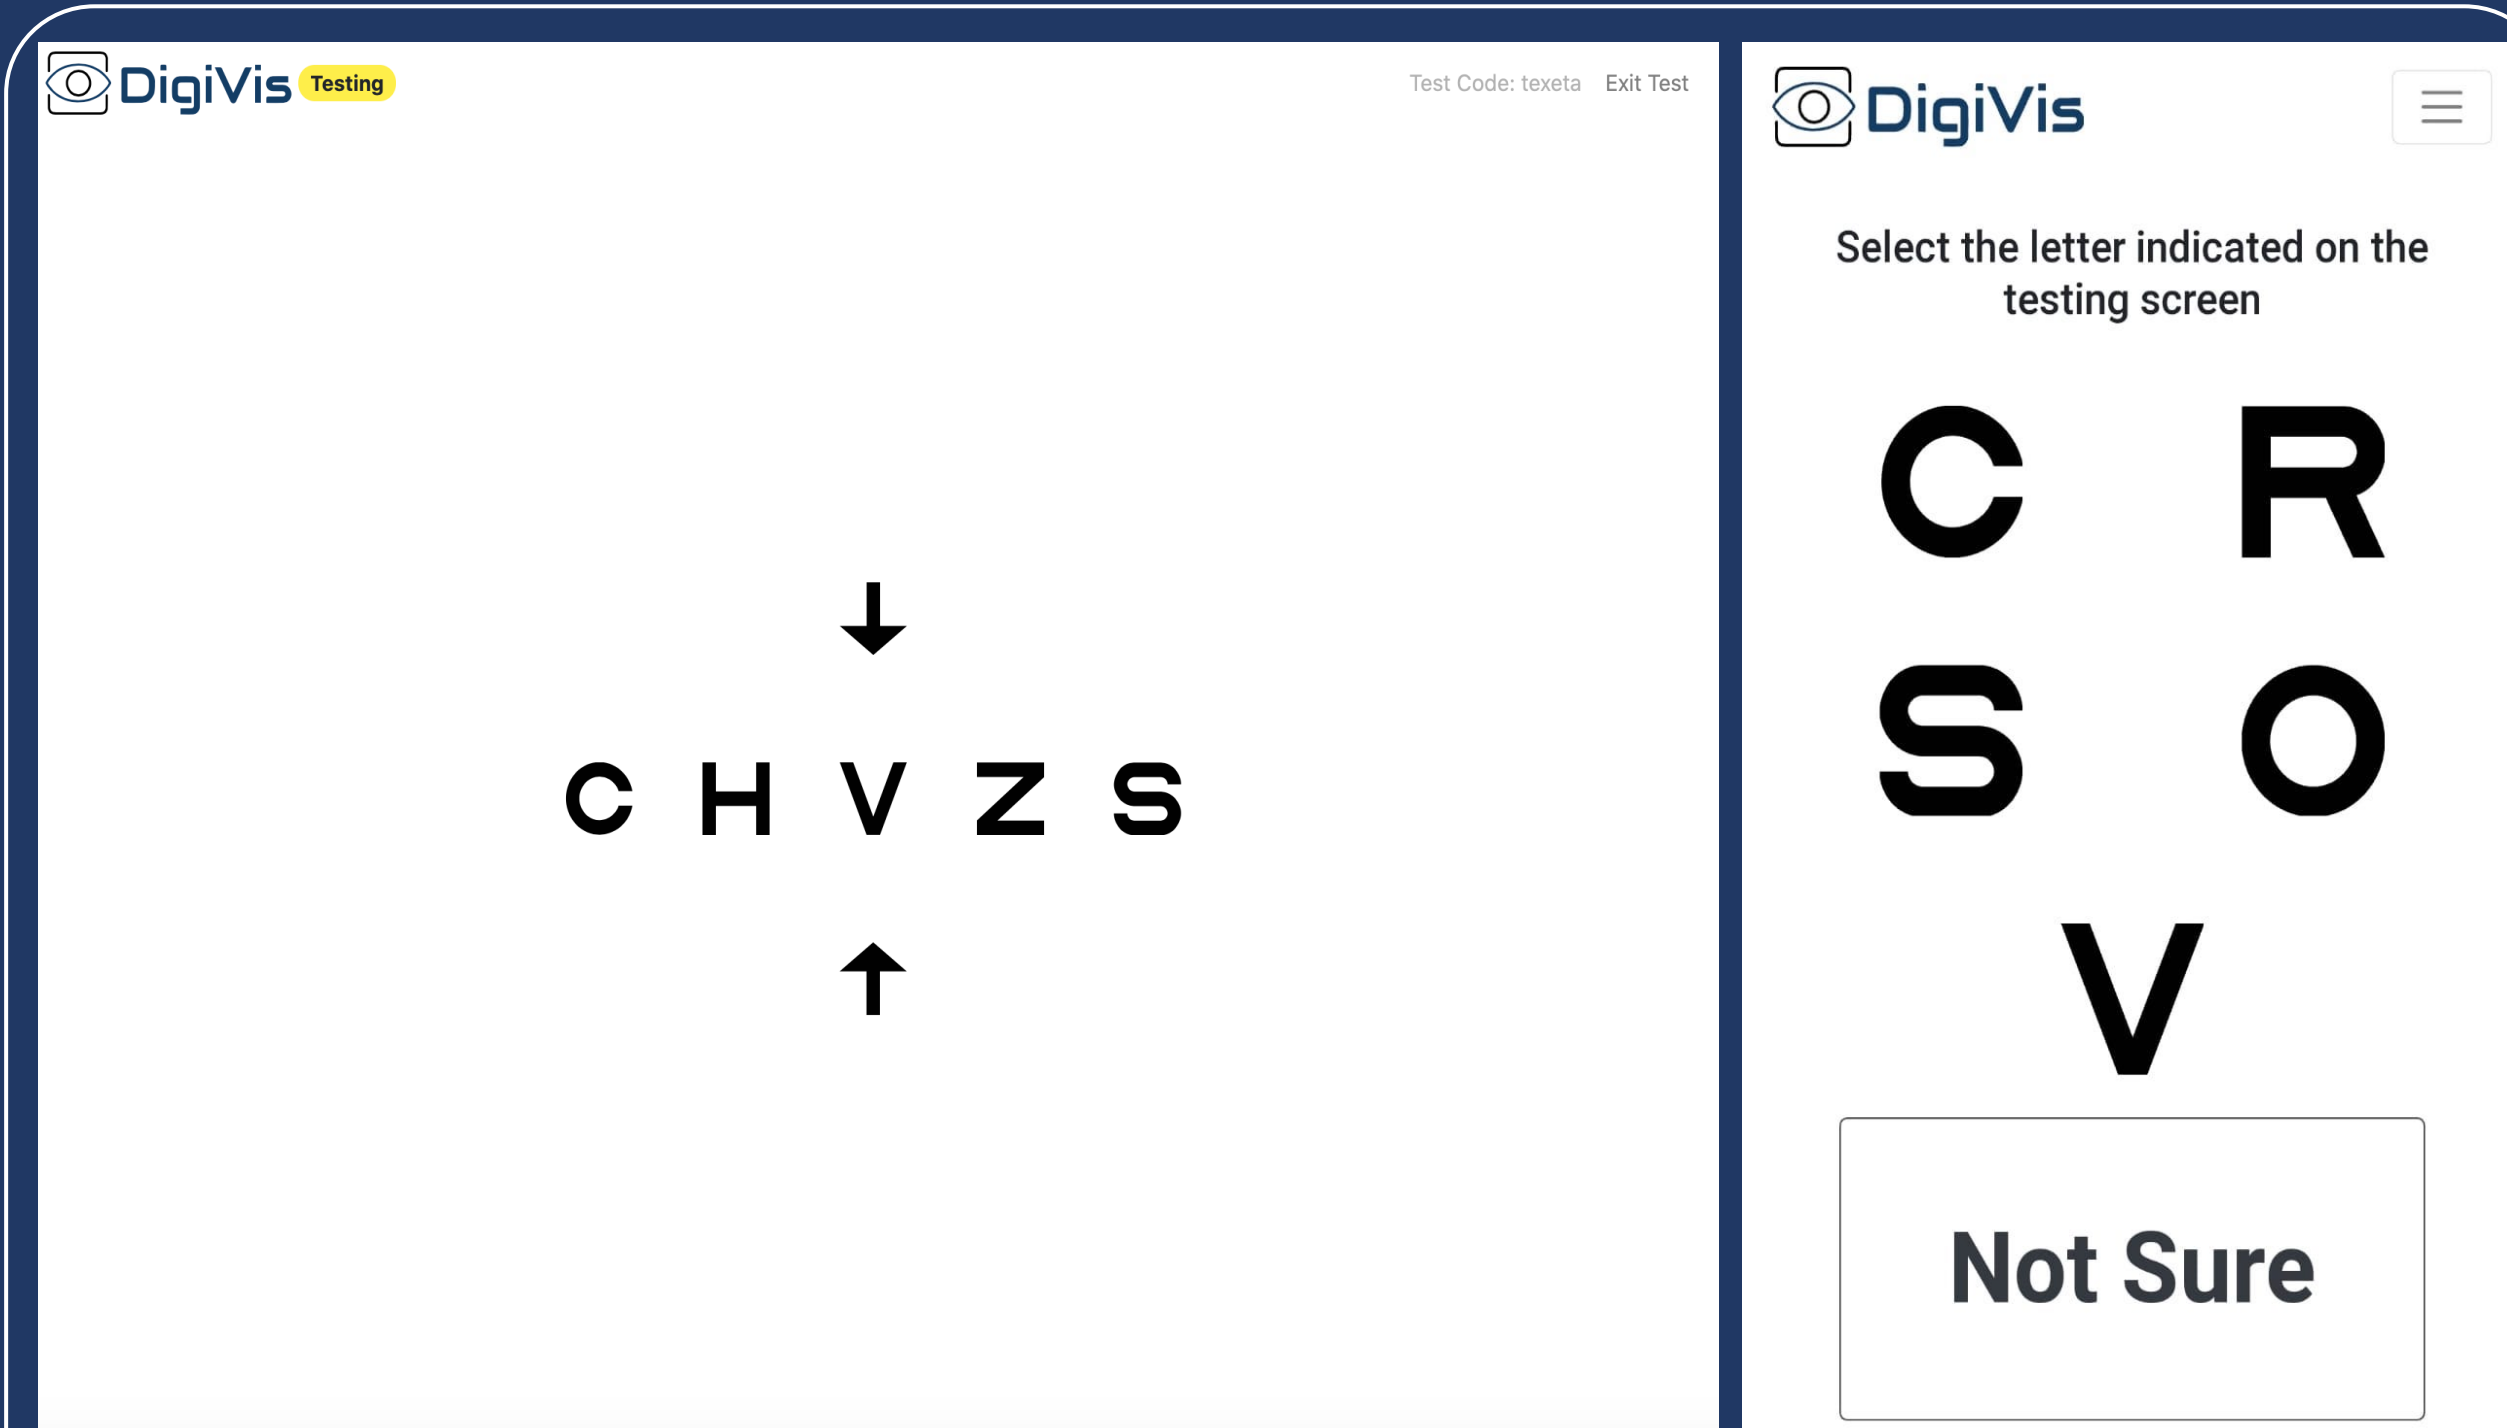 DigiVis Testing Test Code: texeta Exit Test
C H V Z S
DigiVis
Select the letter indicated on the
testing screen
C R
S O
V
Not Sure